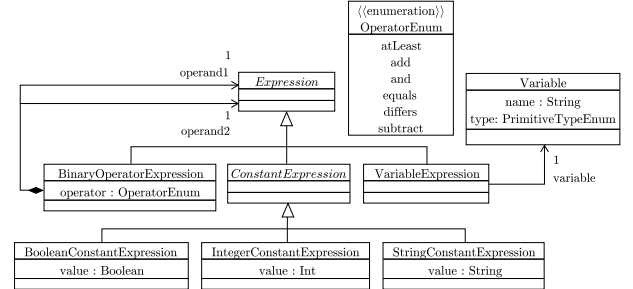 ⟨⟨enumeration⟩⟩
OperatorEnum
atLeast
add
and
equals
differs
subtract
1
operand1
Expression
1
operand2
Variable
name : String
type: PrimitiveTypeEnum
1
variable
BinaryOperatorExpression
operator : OperatorEnum
ConstantExpression
VariableExpression
BooleanConstantExpression
value : Boolean
IntegerConstantExpression
value : Int
StringConstantExpression
value : String